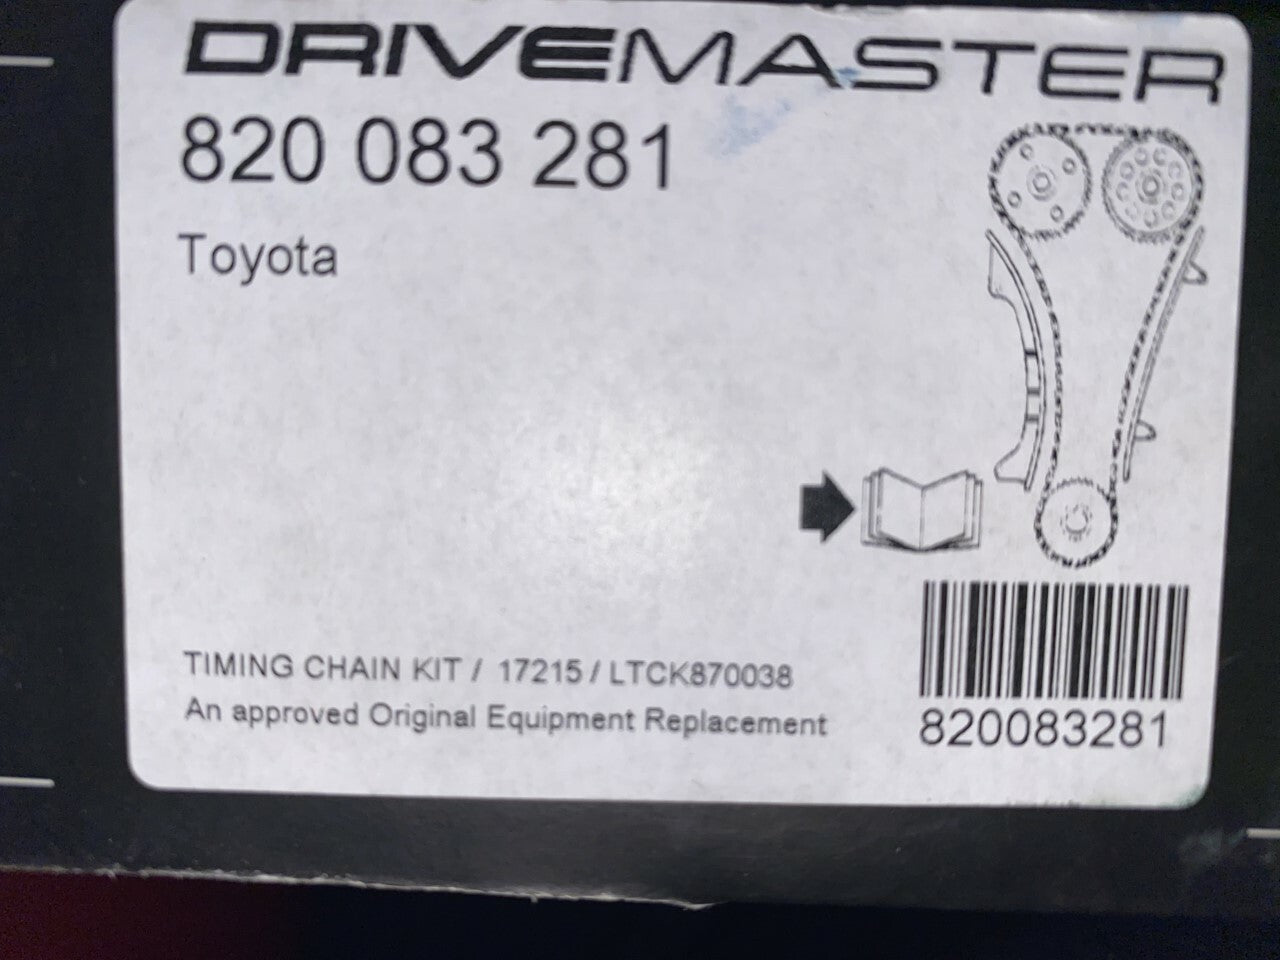 DRIVEMASTER
820 083 281
Toyota
TIMING CHAIN KIT / 17215 / LTCK870038
An approved Original Equipment Replacement
820083281